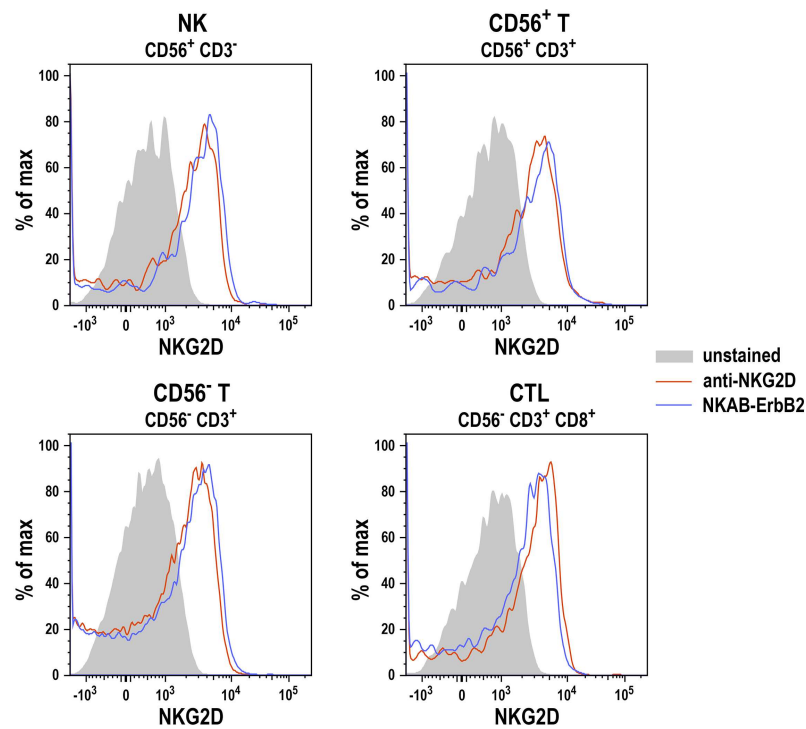 NK
CD56⁺ CD3⁻
% of max
100
80
60
40
20
0
-10³ 0 10³ 10⁴ 10⁵
NKG2D
CD56⁺ T
CD56⁺ CD3⁺
% of max
100
80
60
40
20
0
-10³ 0 10³ 10⁴ 10⁵
NKG2D
unstained
anti-NKG2D
NKAB-ErbB2
CD56⁻ T
CD56⁻ CD3⁺
% of max
100
80
60
40
20
0
-10³ 0 10³ 10⁴ 10⁵
NKG2D
CTL
CD56⁻ CD3⁺ CD8⁺
% of max
100
80
60
40
20
0
-10³ 0 10³ 10⁴ 10⁵
NKG2D